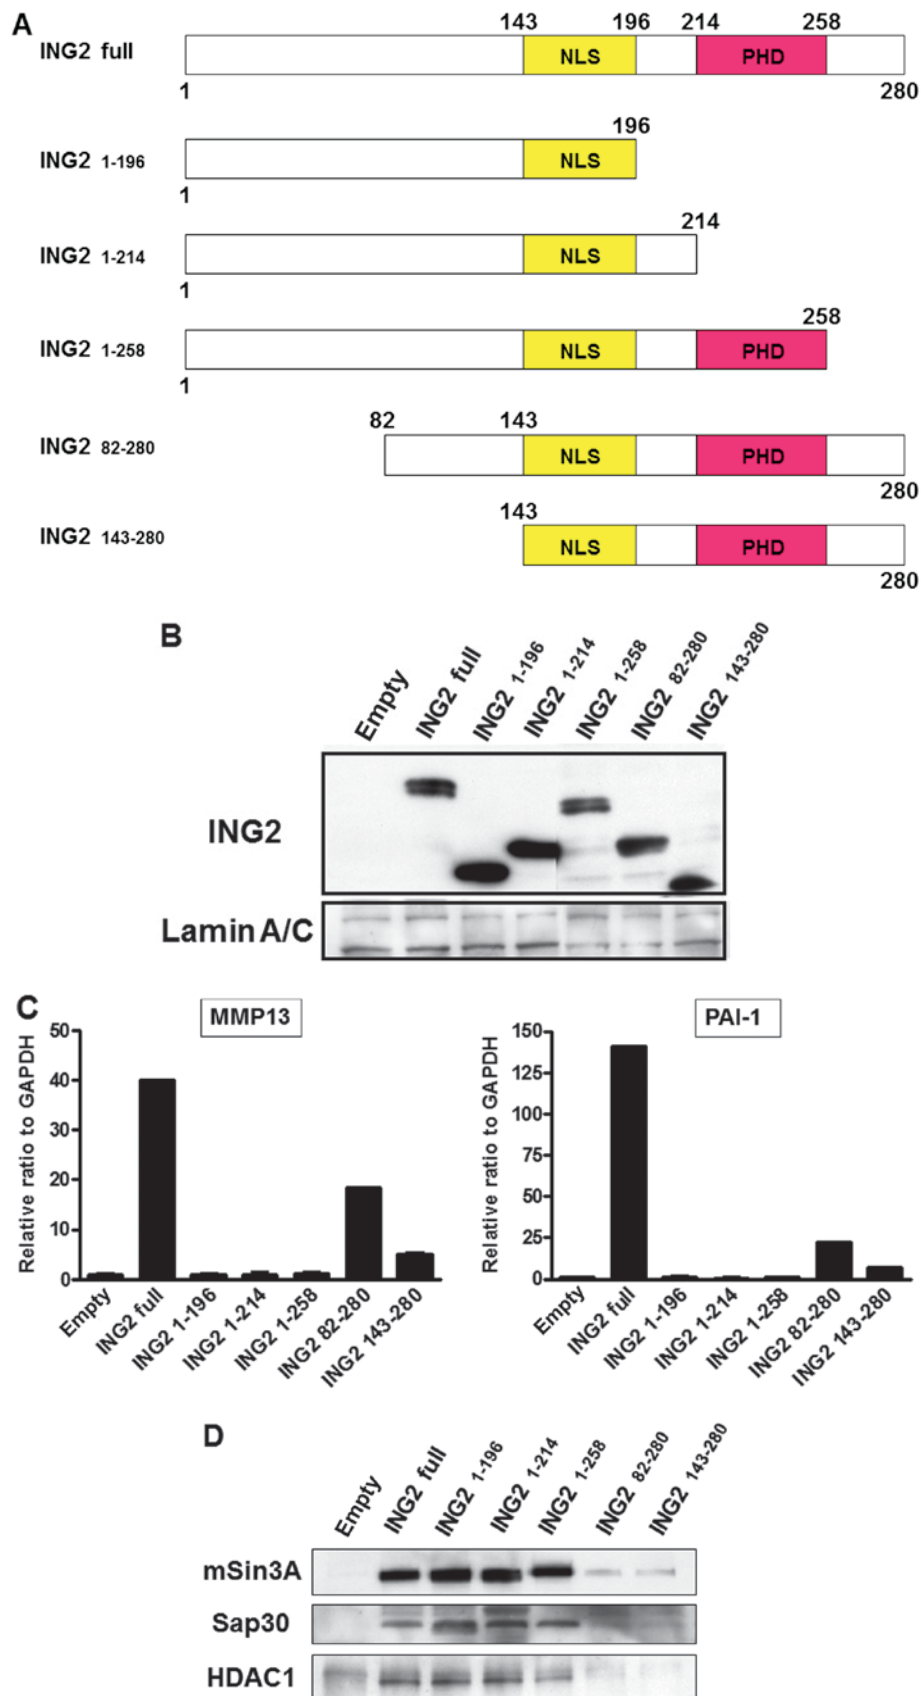 A
143 196 214 258
ING2 full NLS PHD
1 280
196
ING2 1-196 NLS
1
214
ING2 1-214 NLS
1
258
ING2 1-258 NLS PHD
1
82 143
ING2 82-280 NLS PHD
280
143
ING2 143-280 NLS PHD
280
B
Empty ING2 full ING2 1-196 ING2 1-214 ING2 1-258 ING2 82-280 ING2 143-280
ING2
Lamin A/C
C
MMP13
Relative ratio to GAPDH
50
40
30
20
10
0
Empty ING2 full ING2 1-196 ING2 1-214 ING2 1-258 ING2 82-280 ING2 143-280
PAI-1
Relative ratio to GAPDH
150
125
100
75
50
25
0
Empty ING2 full ING2 1-196 ING2 1-214 ING2 1-258 ING2 82-280 ING2 143-280
D
Empty ING2 full ING2 1-196 ING2 1-214 ING2 1-258 ING2 82-280 ING2 143-280
mSin3A
Sap30
HDAC1